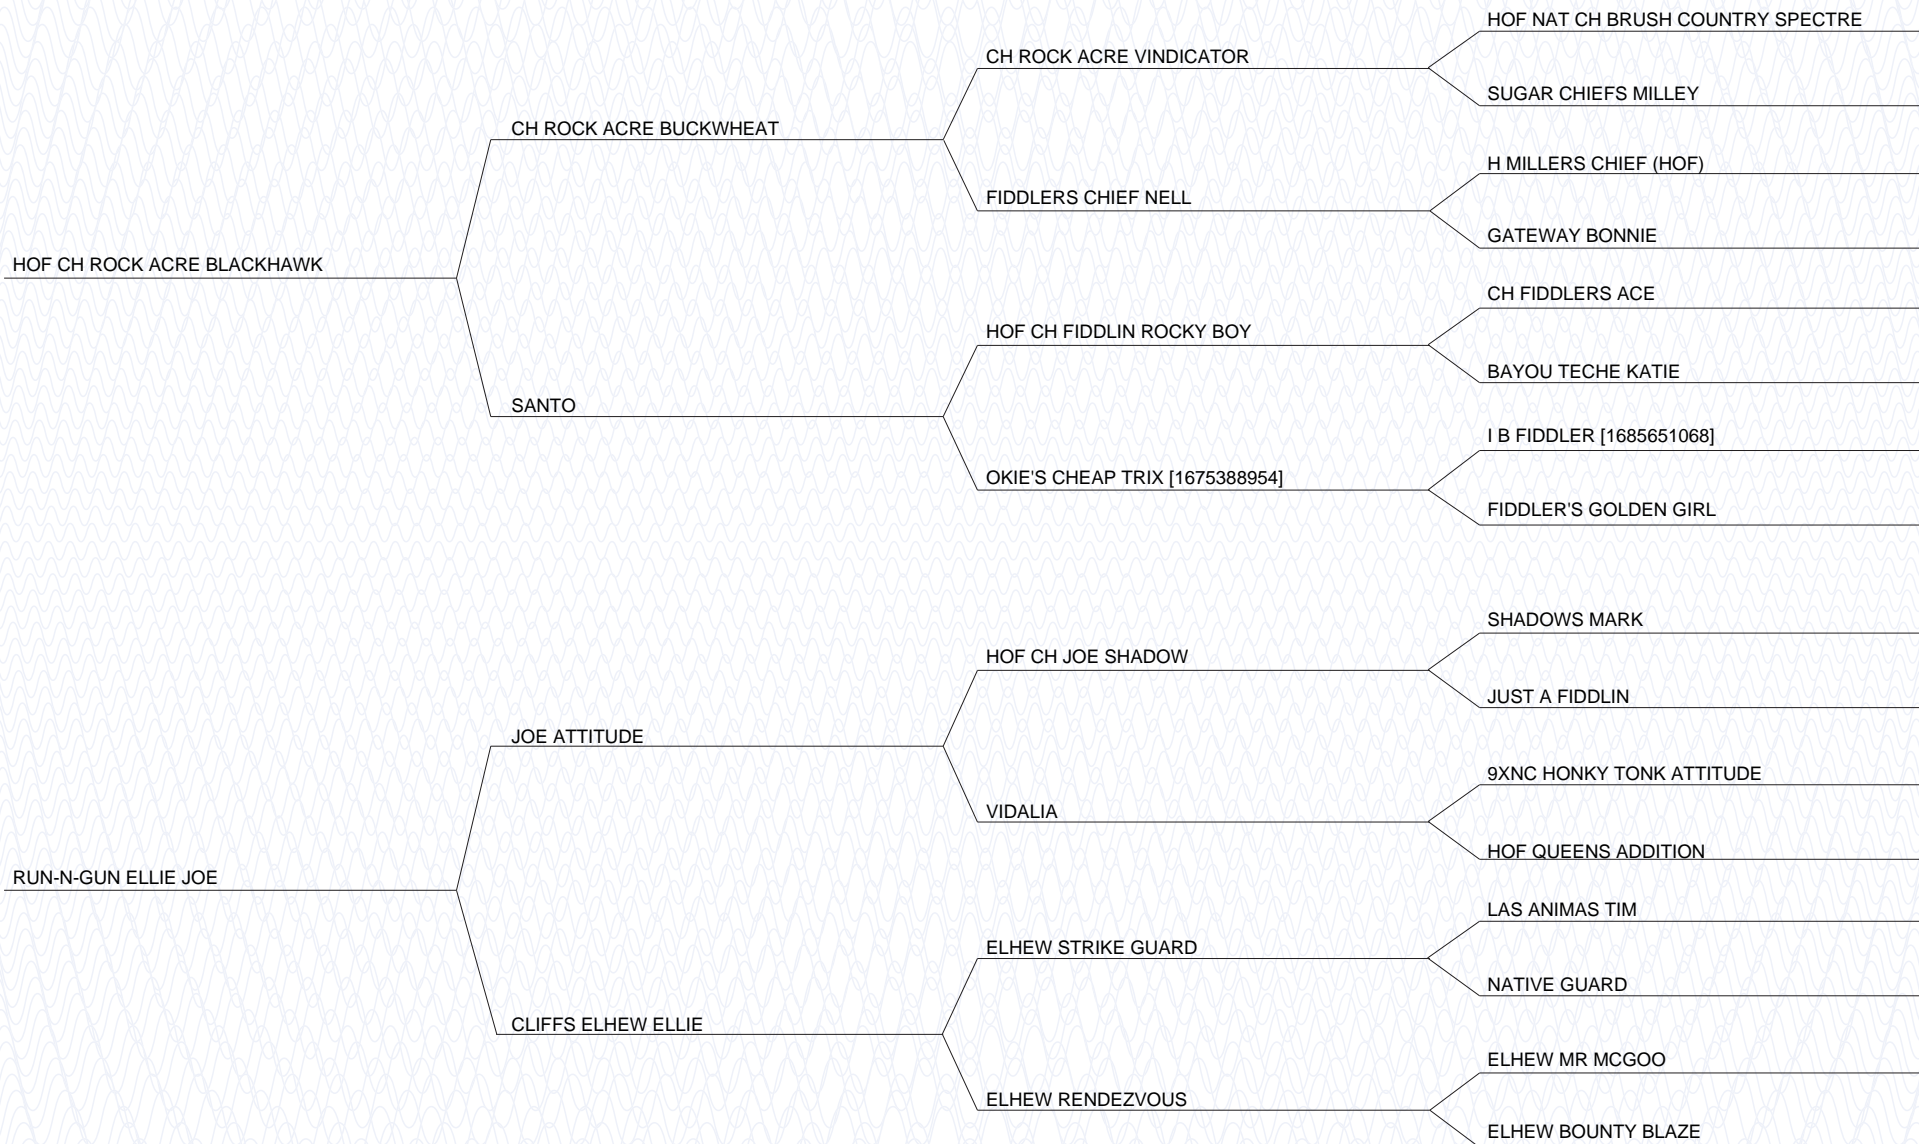 HOF NAT CH BRUSH COUNTRY SPECTRE
CH ROCK ACRE VINDICATOR
SUGAR CHIEFS MILLEY
CH ROCK ACRE BUCKWHEAT
H MILLERS CHIEF (HOF)
FIDDLERS CHIEF NELL
GATEWAY BONNIE
HOF CH ROCK ACRE BLACKHAWK
CH FIDDLERS ACE
HOF CH FIDDLIN ROCKY BOY
BAYOU TECHE KATIE
SANTO
I B FIDDLER [1685651068]
OKIE'S CHEAP TRIX [1675388954]
FIDDLER'S GOLDEN GIRL
SHADOWS MARK
HOF CH JOE SHADOW
JUST A FIDDLIN
JOE ATTITUDE
9XNC HONKY TONK ATTITUDE
VIDALIA
HOF QUEENS ADDITION
RUN-N-GUN ELLIE JOE
LAS ANIMAS TIM
ELHEW STRIKE GUARD
NATIVE GUARD
CLIFFS ELHEW ELLIE
ELHEW MR MCGOO
ELHEW RENDEZVOUS
ELHEW BOUNTY BLAZE